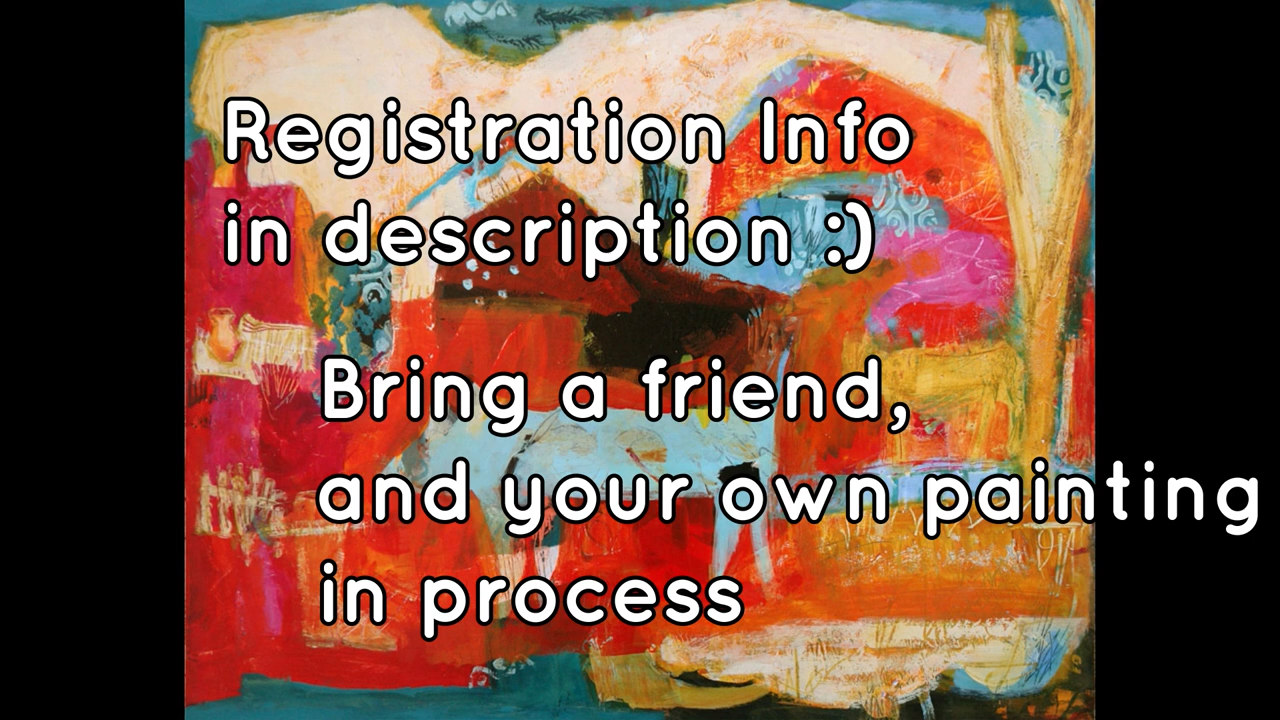 Registration Info
in description :)
Bring a friend,
and your own painting
in process